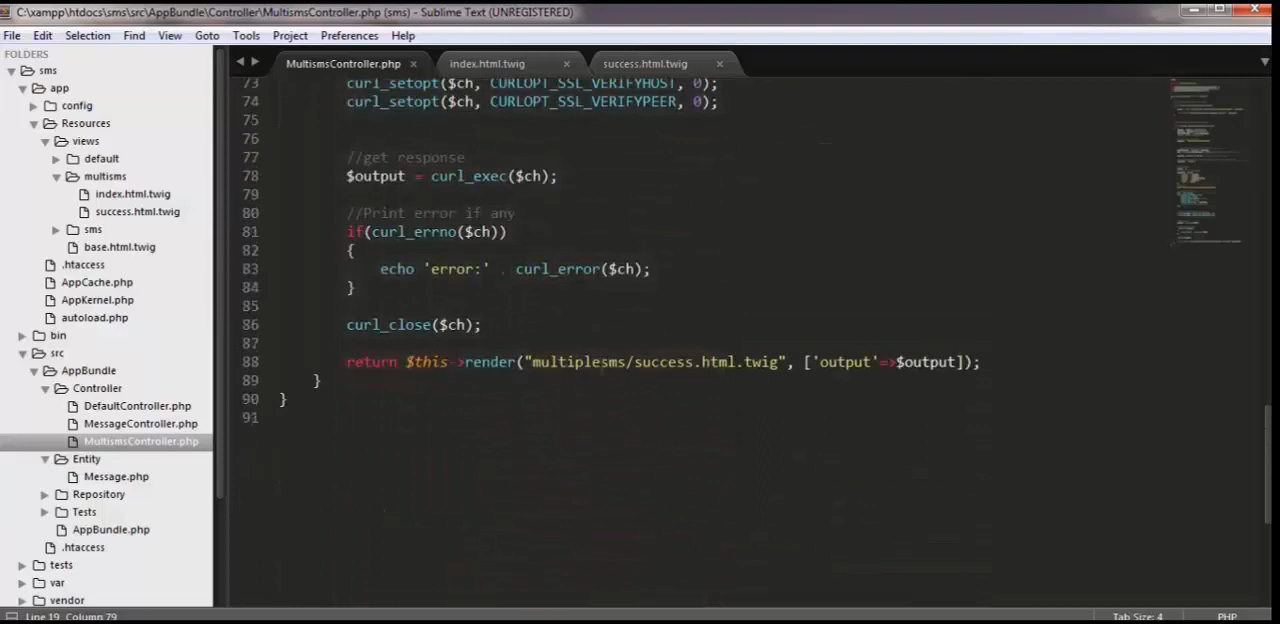 C:\xampp\htdocs\sms\src\AppBundle\Controller\MultismsController.php (sms) - Sublime Text (UNREGISTERED)
File Edit Selection Find View Goto Tools Project Preferences Help
FOLDERS
sms
app
config
Resources
views
default
multisms
index.html.twig
success.html.twig
sms
base.html.twig
.htaccess
AppCache.php
AppKernel.php
autoload.php
bin
src
AppBundle
Controller
DefaultController.php
MessageController.php
MultismsController.php
Entity
Message.php
Repository
Tests
AppBundle.php
.htaccess
tests
var
vendor
MultismsController.php × index.html.twig × success.html.twig ×
73 curl_setopt($ch, CURLOPT_SSL_VERIFYHOST, 0);
74 curl_setopt($ch, CURLOPT_SSL_VERIFYPEER, 0);
75
76
77 //get response
78 $output = curl_exec($ch);
79
80 //Print error if any
81 if(curl_errno($ch))
82 {
83 echo 'error:' . curl_error($ch);
84 }
85
86 curl_close($ch);
87
88 return $this->render("multiplesms/success.html.twig", ['output'=>$output]);
89 }
90 }
91
Line 19, Column 79 Tab Size: 4 PHP